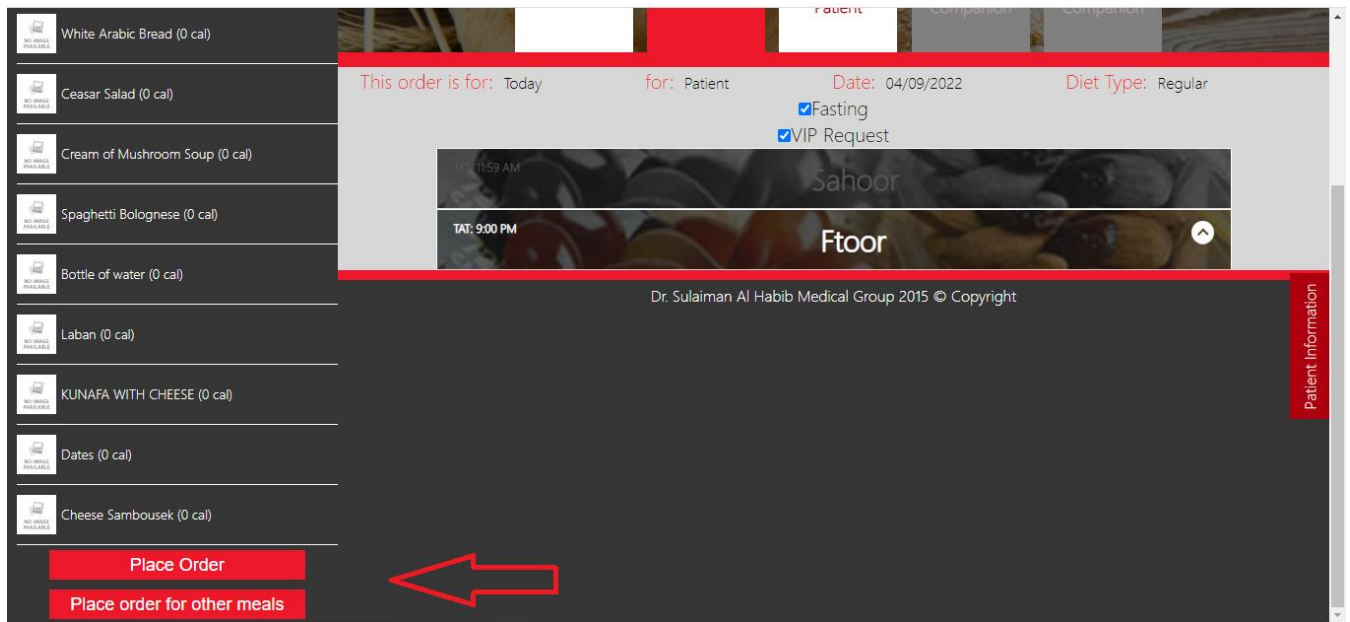 White Arabic Bread (0 cal)
Ceasar Salad (0 cal)
Cream of Mushroom Soup (0 cal)
Spaghetti Bolognese (0 cal)
Bottle of water (0 cal)
Laban (0 cal)
KUNAFA WITH CHEESE (0 cal)
Dates (0 cal)
Cheese Sambousek (0 cal)
Place Order
Place order for other meals
Patient
Companion
Companion
This order is for: Today for: Patient Date: 04/09/2022 Diet Type: Regular
Fasting
VIP Request
TAT: 11:59 AM
Sahoor
TAT: 9:00 PM
Ftoor
Dr. Sulaiman Al Habib Medical Group 2015 © Copyright
Patient Information